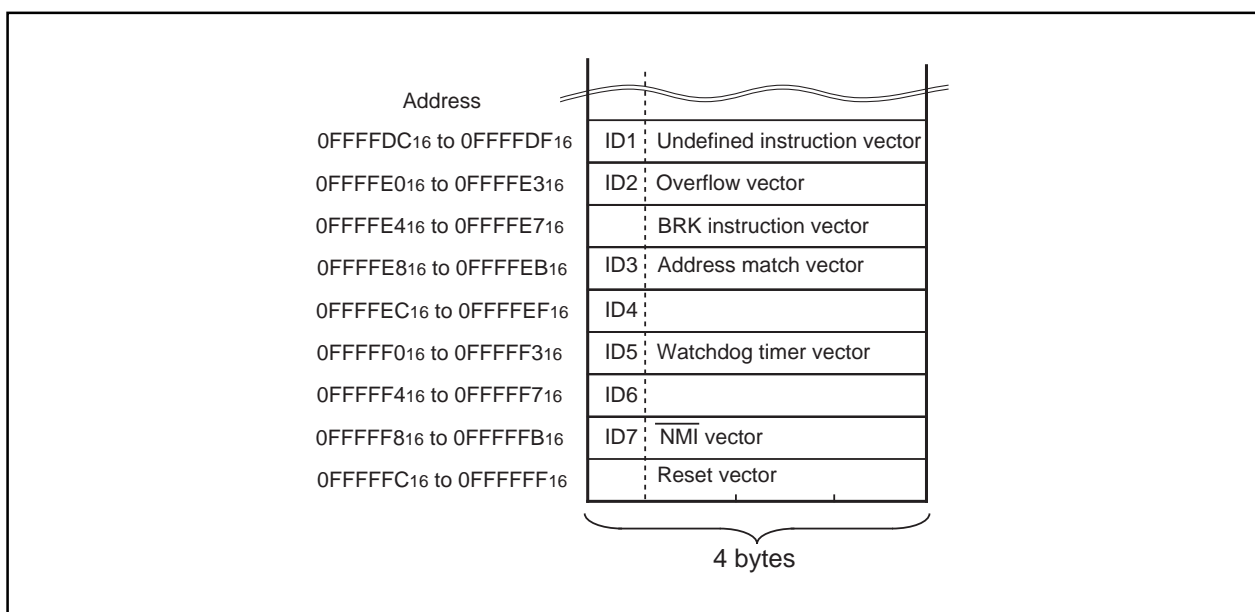 Address
0FFFFDC16 to 0FFFFDF16 ID1 Undefined instruction vector
0FFFFE016 to 0FFFFE316 ID2 Overflow vector
0FFFFE416 to 0FFFFE716 BRK instruction vector
0FFFFE816 to 0FFFFEB16 ID3 Address match vector
0FFFFEC16 to 0FFFFEF16 ID4
0FFFFF016 to 0FFFFF316 ID5 Watchdog timer vector
0FFFFF416 to 0FFFFF716 ID6
0FFFFF816 to 0FFFFFB16 ID7 N̅M̅I̅ vector
0FFFFFC16 to 0FFFFFF16 Reset vector
4 bytes